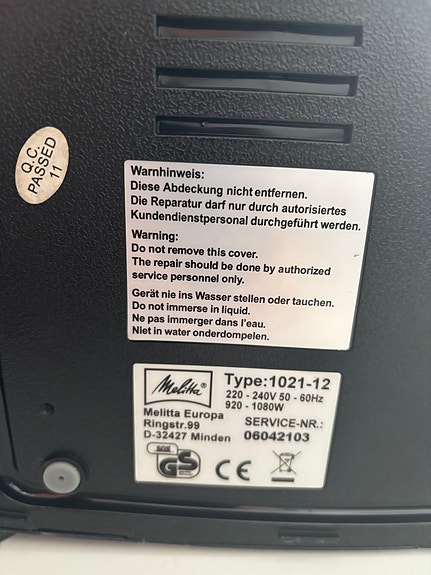 Q.C.
PASSED
11
Warnhinweis:
Diese Abdeckung nicht entfernen.
Die Reparatur darf nur durch autorisiertes
Kundendienstpersonal durchgeführt werden.
Warning:
Do not remove this cover.
The repair should be done by authorized
service personnel only.
Gerät nie ins Wasser stellen oder tauchen.
Do not immerse in liquid.
Ne pas immerger dans l'eau.
Niet in water onderdompelen.
Melitta®
Type:1021-12
220 - 240V 50 - 60Hz
920 - 1080W
Melitta Europa
Ringstr.99
D-32427 Minden
SERVICE-NR.:
06042103
GS
CE